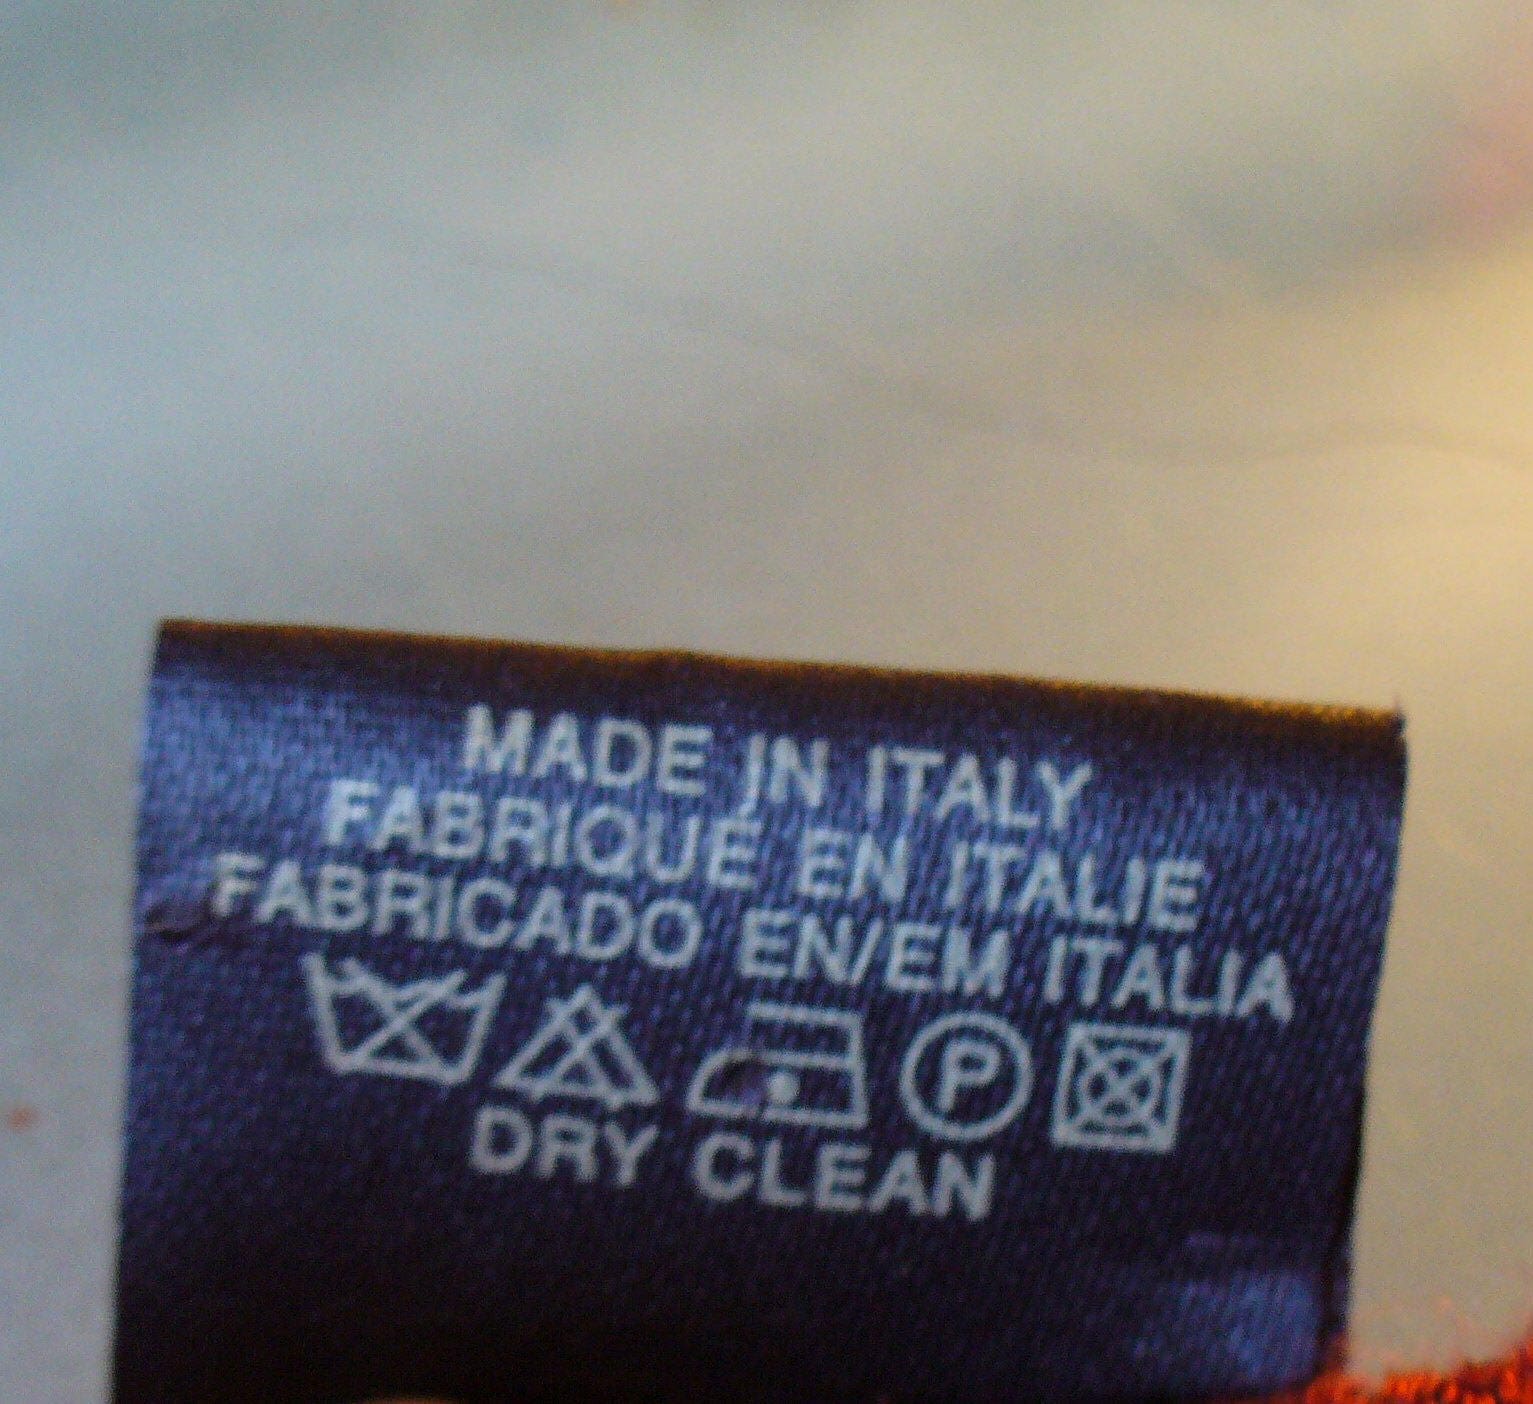 MADE IN ITALY
FABRIQUÉ EN ITALIE
FABRICADO EN/EM ITALIA
P
DRY CLEAN